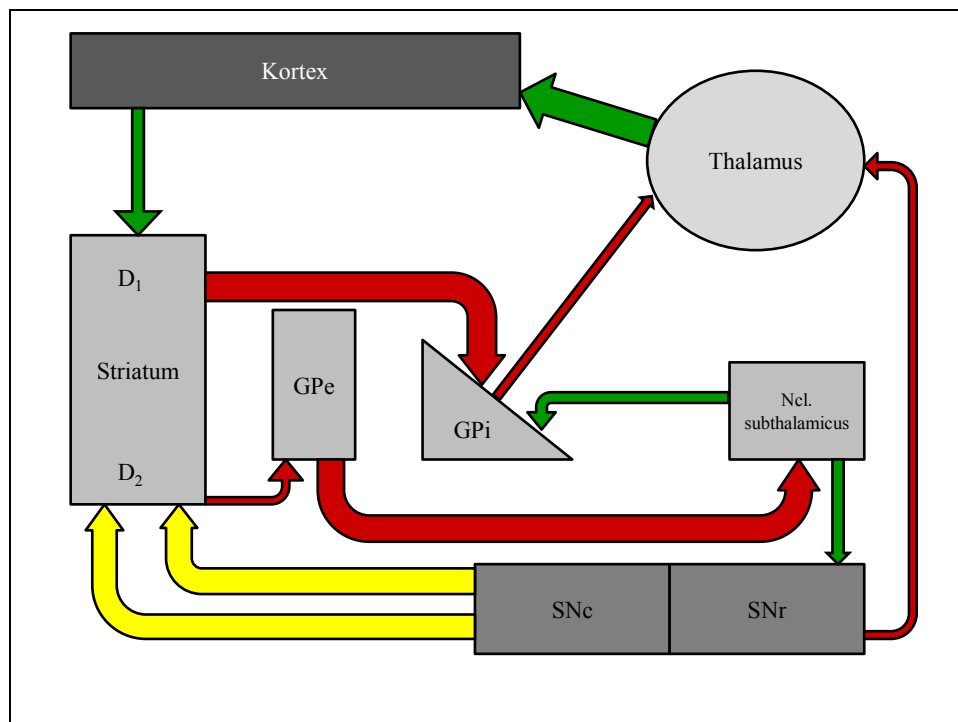 Kortex
Thalamus
D₁
Striatum
D₂
GPe
GPi
Ncl.
subthalamicus
SNc
SNr